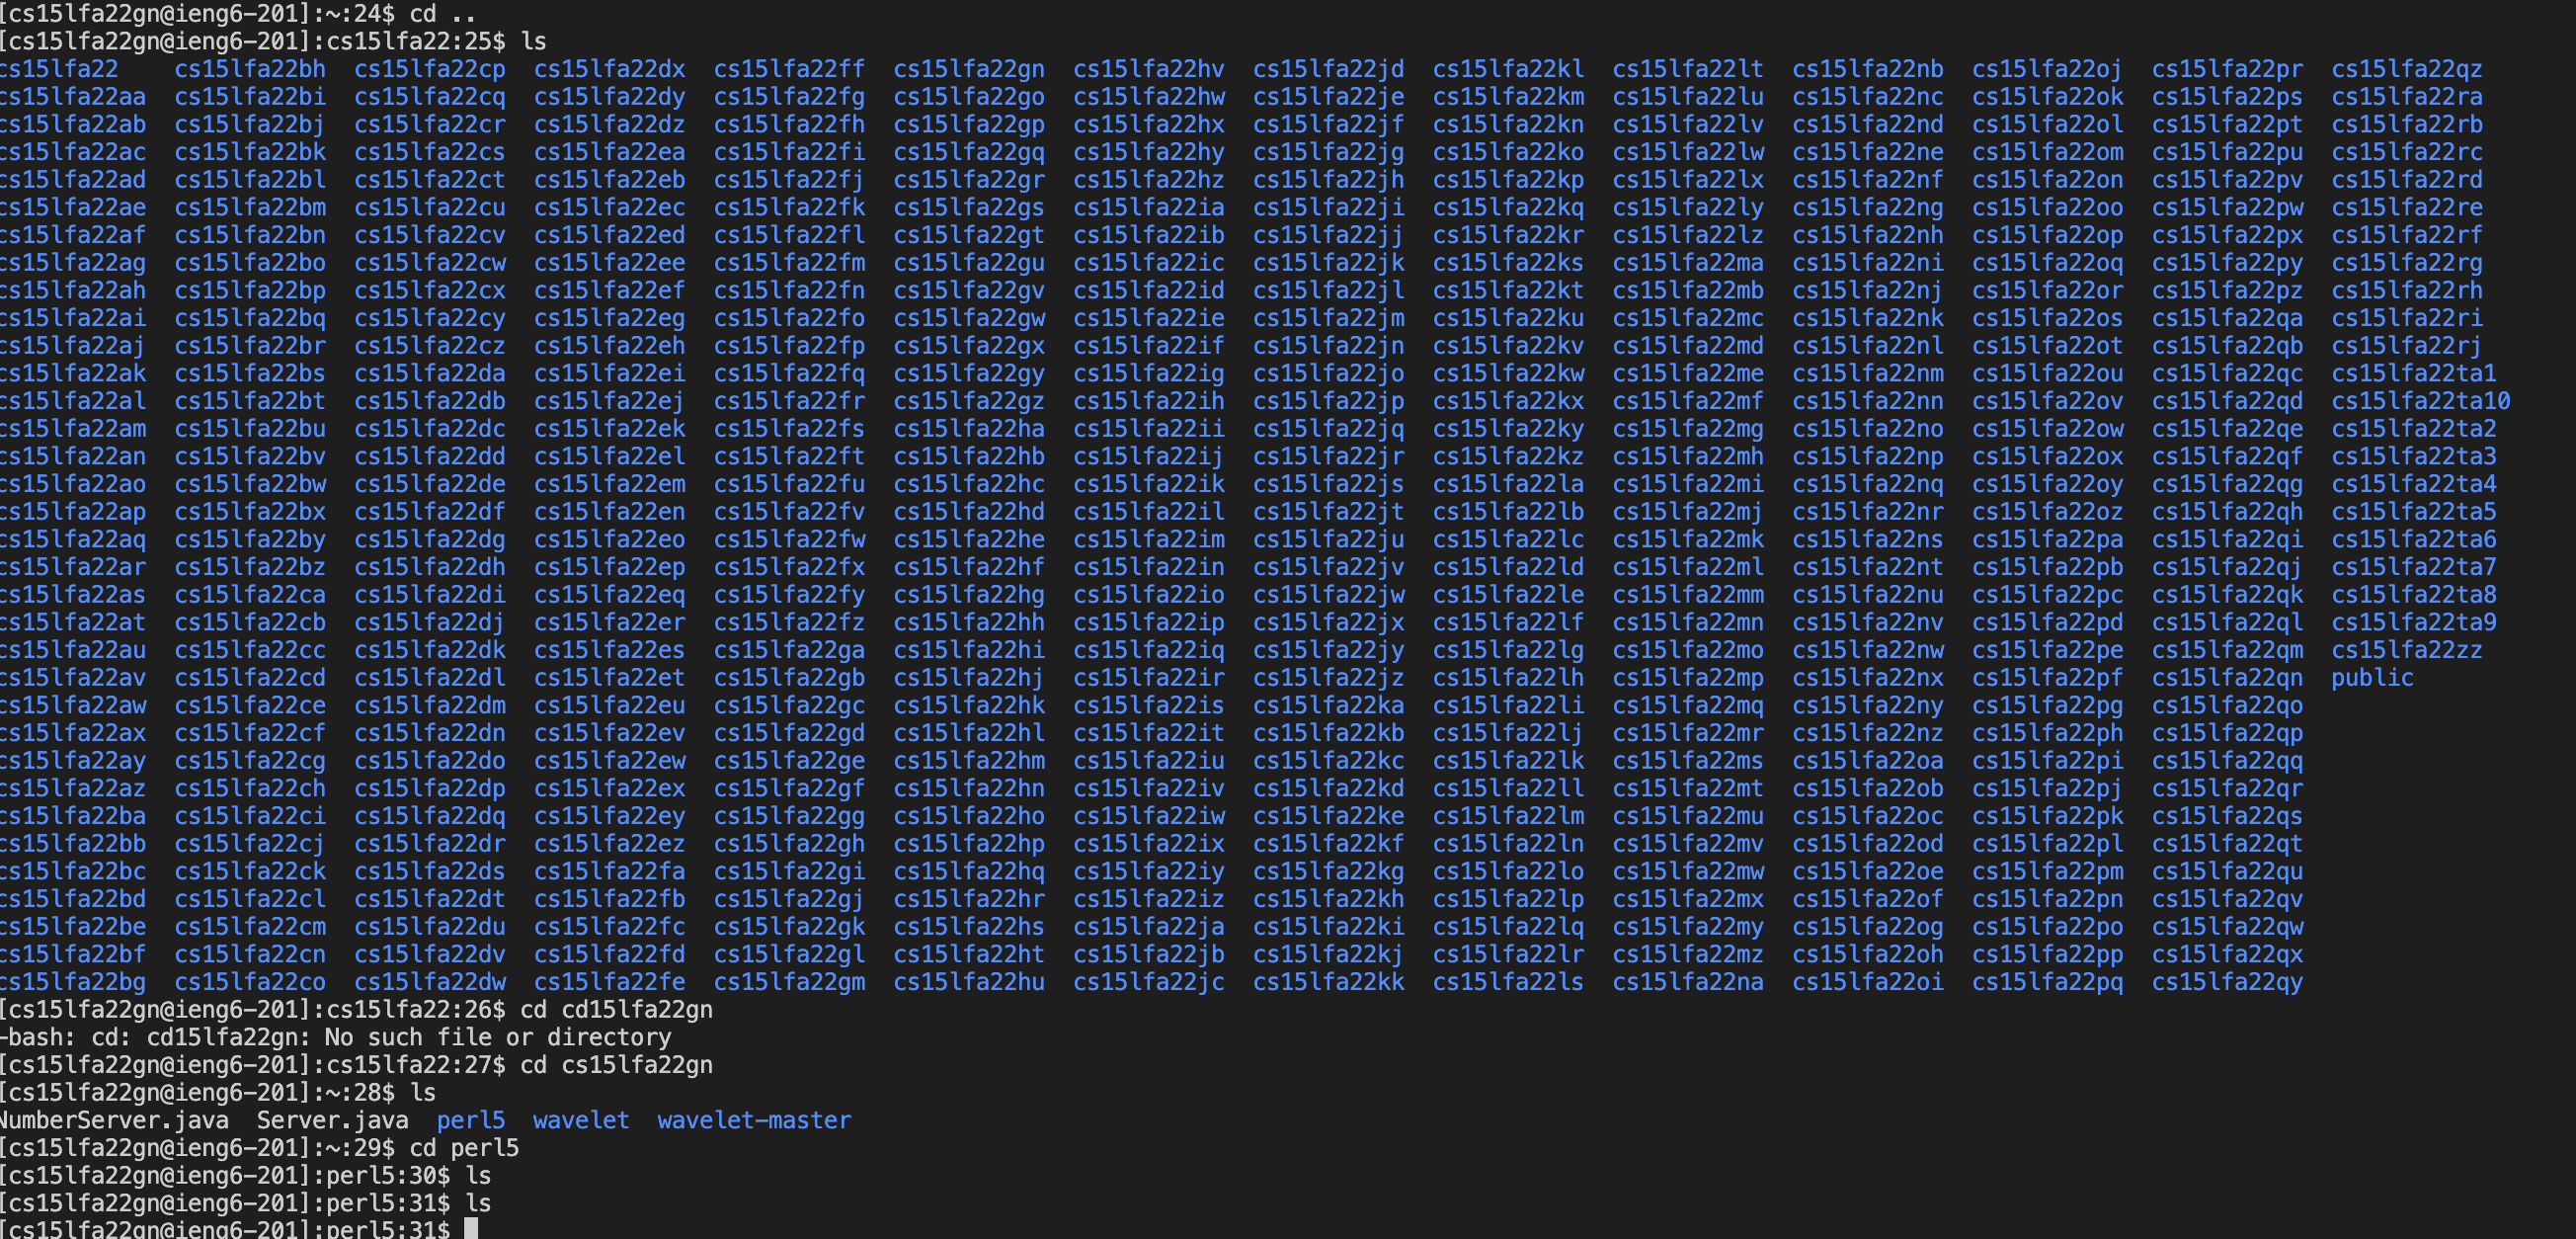 [cs15lfa22gn@ieng6-201]:~:24$ cd ..
[cs15lfa22gn@ieng6-201]:cs15lfa22:25$ ls
cs15lfa22    cs15lfa22bh  cs15lfa22cp  cs15lfa22dx  cs15lfa22ff  cs15lfa22gn  cs15lfa22hv  cs15lfa22jd  cs15lfa22kl  cs15lfa22lt  cs15lfa22nb  cs15lfa22oj  cs15lfa22pr  cs15lfa22qz
cs15lfa22aa  cs15lfa22bi  cs15lfa22cq  cs15lfa22dy  cs15lfa22fg  cs15lfa22go  cs15lfa22hw  cs15lfa22je  cs15lfa22km  cs15lfa22lu  cs15lfa22nc  cs15lfa22ok  cs15lfa22ps  cs15lfa22ra
cs15lfa22ab  cs15lfa22bj  cs15lfa22cr  cs15lfa22dz  cs15lfa22fh  cs15lfa22gp  cs15lfa22hx  cs15lfa22jf  cs15lfa22kn  cs15lfa22lv  cs15lfa22nd  cs15lfa22ol  cs15lfa22pt  cs15lfa22rb
cs15lfa22ac  cs15lfa22bk  cs15lfa22cs  cs15lfa22ea  cs15lfa22fi  cs15lfa22gq  cs15lfa22hy  cs15lfa22jg  cs15lfa22ko  cs15lfa22lw  cs15lfa22ne  cs15lfa22om  cs15lfa22pu  cs15lfa22rc
cs15lfa22ad  cs15lfa22bl  cs15lfa22ct  cs15lfa22eb  cs15lfa22fj  cs15lfa22gr  cs15lfa22hz  cs15lfa22jh  cs15lfa22kp  cs15lfa22lx  cs15lfa22nf  cs15lfa22on  cs15lfa22pv  cs15lfa22rd
cs15lfa22ae  cs15lfa22bm  cs15lfa22cu  cs15lfa22ec  cs15lfa22fk  cs15lfa22gs  cs15lfa22ia  cs15lfa22ji  cs15lfa22kq  cs15lfa22ly  cs15lfa22ng  cs15lfa22oo  cs15lfa22pw  cs15lfa22re
cs15lfa22af  cs15lfa22bn  cs15lfa22cv  cs15lfa22ed  cs15lfa22fl  cs15lfa22gt  cs15lfa22ib  cs15lfa22jj  cs15lfa22kr  cs15lfa22lz  cs15lfa22nh  cs15lfa22op  cs15lfa22px  cs15lfa22rf
cs15lfa22ag  cs15lfa22bo  cs15lfa22cw  cs15lfa22ee  cs15lfa22fm  cs15lfa22gu  cs15lfa22ic  cs15lfa22jk  cs15lfa22ks  cs15lfa22ma  cs15lfa22ni  cs15lfa22oq  cs15lfa22py  cs15lfa22rg
cs15lfa22ah  cs15lfa22bp  cs15lfa22cx  cs15lfa22ef  cs15lfa22fn  cs15lfa22gv  cs15lfa22id  cs15lfa22jl  cs15lfa22kt  cs15lfa22mb  cs15lfa22nj  cs15lfa22or  cs15lfa22pz  cs15lfa22rh
cs15lfa22ai  cs15lfa22bq  cs15lfa22cy  cs15lfa22eg  cs15lfa22fo  cs15lfa22gw  cs15lfa22ie  cs15lfa22jm  cs15lfa22ku  cs15lfa22mc  cs15lfa22nk  cs15lfa22os  cs15lfa22qa  cs15lfa22ri
cs15lfa22aj  cs15lfa22br  cs15lfa22cz  cs15lfa22eh  cs15lfa22fp  cs15lfa22gx  cs15lfa22if  cs15lfa22jn  cs15lfa22kv  cs15lfa22md  cs15lfa22nl  cs15lfa22ot  cs15lfa22qb  cs15lfa22rj
cs15lfa22ak  cs15lfa22bs  cs15lfa22da  cs15lfa22ei  cs15lfa22fq  cs15lfa22gy  cs15lfa22ig  cs15lfa22jo  cs15lfa22kw  cs15lfa22me  cs15lfa22nm  cs15lfa22ou  cs15lfa22qc  cs15lfa22ta1
cs15lfa22al  cs15lfa22bt  cs15lfa22db  cs15lfa22ej  cs15lfa22fr  cs15lfa22gz  cs15lfa22ih  cs15lfa22jp  cs15lfa22kx  cs15lfa22mf  cs15lfa22nn  cs15lfa22ov  cs15lfa22qd  cs15lfa22ta10
cs15lfa22am  cs15lfa22bu  cs15lfa22dc  cs15lfa22ek  cs15lfa22fs  cs15lfa22ha  cs15lfa22ii  cs15lfa22jq  cs15lfa22ky  cs15lfa22mg  cs15lfa22no  cs15lfa22ow  cs15lfa22qe  cs15lfa22ta2
cs15lfa22an  cs15lfa22bv  cs15lfa22dd  cs15lfa22el  cs15lfa22ft  cs15lfa22hb  cs15lfa22ij  cs15lfa22jr  cs15lfa22kz  cs15lfa22mh  cs15lfa22np  cs15lfa22ox  cs15lfa22qf  cs15lfa22ta3
cs15lfa22ao  cs15lfa22bw  cs15lfa22de  cs15lfa22em  cs15lfa22fu  cs15lfa22hc  cs15lfa22ik  cs15lfa22js  cs15lfa22la  cs15lfa22mi  cs15lfa22nq  cs15lfa22oy  cs15lfa22qg  cs15lfa22ta4
cs15lfa22ap  cs15lfa22bx  cs15lfa22df  cs15lfa22en  cs15lfa22fv  cs15lfa22hd  cs15lfa22il  cs15lfa22jt  cs15lfa22lb  cs15lfa22mj  cs15lfa22nr  cs15lfa22oz  cs15lfa22qh  cs15lfa22ta5
cs15lfa22aq  cs15lfa22by  cs15lfa22dg  cs15lfa22eo  cs15lfa22fw  cs15lfa22he  cs15lfa22im  cs15lfa22ju  cs15lfa22lc  cs15lfa22mk  cs15lfa22ns  cs15lfa22pa  cs15lfa22qi  cs15lfa22ta6
cs15lfa22ar  cs15lfa22bz  cs15lfa22dh  cs15lfa22ep  cs15lfa22fx  cs15lfa22hf  cs15lfa22in  cs15lfa22jv  cs15lfa22ld  cs15lfa22ml  cs15lfa22nt  cs15lfa22pb  cs15lfa22qj  cs15lfa22ta7
cs15lfa22as  cs15lfa22ca  cs15lfa22di  cs15lfa22eq  cs15lfa22fy  cs15lfa22hg  cs15lfa22io  cs15lfa22jw  cs15lfa22le  cs15lfa22mm  cs15lfa22nu  cs15lfa22pc  cs15lfa22qk  cs15lfa22ta8
cs15lfa22at  cs15lfa22cb  cs15lfa22dj  cs15lfa22er  cs15lfa22fz  cs15lfa22hh  cs15lfa22ip  cs15lfa22jx  cs15lfa22lf  cs15lfa22mn  cs15lfa22nv  cs15lfa22pd  cs15lfa22ql  cs15lfa22ta9
cs15lfa22au  cs15lfa22cc  cs15lfa22dk  cs15lfa22es  cs15lfa22ga  cs15lfa22hi  cs15lfa22iq  cs15lfa22jy  cs15lfa22lg  cs15lfa22mo  cs15lfa22nw  cs15lfa22pe  cs15lfa22qm  cs15lfa22zz
cs15lfa22av  cs15lfa22cd  cs15lfa22dl  cs15lfa22et  cs15lfa22gb  cs15lfa22hj  cs15lfa22ir  cs15lfa22jz  cs15lfa22lh  cs15lfa22mp  cs15lfa22nx  cs15lfa22pf  cs15lfa22qn  public
cs15lfa22aw  cs15lfa22ce  cs15lfa22dm  cs15lfa22eu  cs15lfa22gc  cs15lfa22hk  cs15lfa22is  cs15lfa22ka  cs15lfa22li  cs15lfa22mq  cs15lfa22ny  cs15lfa22pg  cs15lfa22qo
cs15lfa22ax  cs15lfa22cf  cs15lfa22dn  cs15lfa22ev  cs15lfa22gd  cs15lfa22hl  cs15lfa22it  cs15lfa22kb  cs15lfa22lj  cs15lfa22mr  cs15lfa22nz  cs15lfa22ph  cs15lfa22qp
cs15lfa22ay  cs15lfa22cg  cs15lfa22do  cs15lfa22ew  cs15lfa22ge  cs15lfa22hm  cs15lfa22iu  cs15lfa22kc  cs15lfa22lk  cs15lfa22ms  cs15lfa22oa  cs15lfa22pi  cs15lfa22qq
cs15lfa22az  cs15lfa22ch  cs15lfa22dp  cs15lfa22ex  cs15lfa22gf  cs15lfa22hn  cs15lfa22iv  cs15lfa22kd  cs15lfa22ll  cs15lfa22mt  cs15lfa22ob  cs15lfa22pj  cs15lfa22qr
cs15lfa22ba  cs15lfa22ci  cs15lfa22dq  cs15lfa22ey  cs15lfa22gg  cs15lfa22ho  cs15lfa22iw  cs15lfa22ke  cs15lfa22lm  cs15lfa22mu  cs15lfa22oc  cs15lfa22pk  cs15lfa22qs
cs15lfa22bb  cs15lfa22cj  cs15lfa22dr  cs15lfa22ez  cs15lfa22gh  cs15lfa22hp  cs15lfa22ix  cs15lfa22kf  cs15lfa22ln  cs15lfa22mv  cs15lfa22od  cs15lfa22pl  cs15lfa22qt
cs15lfa22bc  cs15lfa22ck  cs15lfa22ds  cs15lfa22fa  cs15lfa22gi  cs15lfa22hq  cs15lfa22iy  cs15lfa22kg  cs15lfa22lo  cs15lfa22mw  cs15lfa22oe  cs15lfa22pm  cs15lfa22qu
cs15lfa22bd  cs15lfa22cl  cs15lfa22dt  cs15lfa22fb  cs15lfa22gj  cs15lfa22hr  cs15lfa22iz  cs15lfa22kh  cs15lfa22lp  cs15lfa22mx  cs15lfa22of  cs15lfa22pn  cs15lfa22qv
cs15lfa22be  cs15lfa22cm  cs15lfa22du  cs15lfa22fc  cs15lfa22gk  cs15lfa22hs  cs15lfa22ja  cs15lfa22ki  cs15lfa22lq  cs15lfa22my  cs15lfa22og  cs15lfa22po  cs15lfa22qw
cs15lfa22bf  cs15lfa22cn  cs15lfa22dv  cs15lfa22fd  cs15lfa22gl  cs15lfa22ht  cs15lfa22jb  cs15lfa22kj  cs15lfa22lr  cs15lfa22mz  cs15lfa22oh  cs15lfa22pp  cs15lfa22qx
cs15lfa22bg  cs15lfa22co  cs15lfa22dw  cs15lfa22fe  cs15lfa22gm  cs15lfa22hu  cs15lfa22jc  cs15lfa22kk  cs15lfa22ls  cs15lfa22na  cs15lfa22oi  cs15lfa22pq  cs15lfa22qy
[cs15lfa22gn@ieng6-201]:cs15lfa22:26$ cd cd15lfa22gn
-bash: cd: cd15lfa22gn: No such file or directory
[cs15lfa22gn@ieng6-201]:cs15lfa22:27$ cd cs15lfa22gn
[cs15lfa22gn@ieng6-201]:~:28$ ls
NumberServer.java  Server.java  perl5  wavelet  wavelet-master
[cs15lfa22gn@ieng6-201]:~:29$ cd perl5
[cs15lfa22gn@ieng6-201]:perl5:30$ ls
[cs15lfa22gn@ieng6-201]:perl5:31$ ls
[cs15lfa22gn@ieng6-201]:perl5:31$